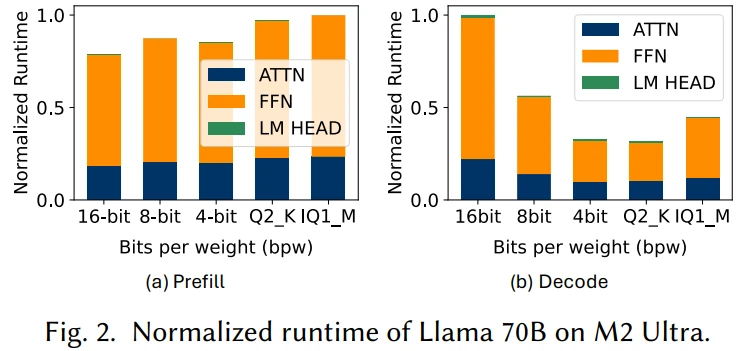 Normalized Runtime
1.0
0.5
0.0
ATTN
FFN
LM HEAD
16-bit 8-bit 4-bit Q2_K IQ1_M
Bits per weight (bpw)
(a) Prefill
Normalized Runtime
1.0
0.5
0.0
ATTN
FFN
LM HEAD
16bit 8bit 4bit Q2_K IQ1_M
Bits per weight (bpw)
(b) Decode
Fig. 2. Normalized runtime of Llama 70B on M2 Ultra.